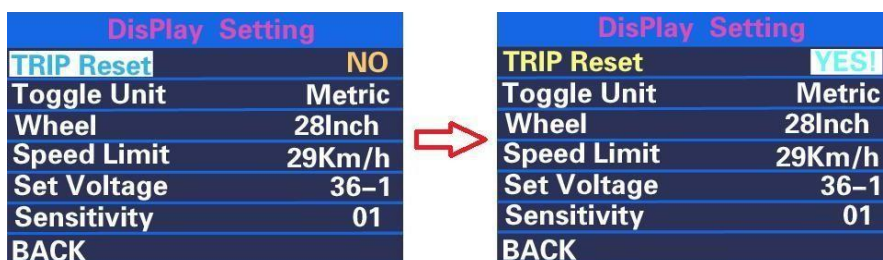 DisPlay Setting
TRIP Reset NO
Toggle Unit Metric
Wheel 28Inch
Speed Limit 29Km/h
Set Voltage 36-1
Sensitivity 01
BACK
DisPlay Setting
TRIP Reset YES!
Toggle Unit Metric
Wheel 28Inch
Speed Limit 29Km/h
Set Voltage 36-1
Sensitivity 01
BACK